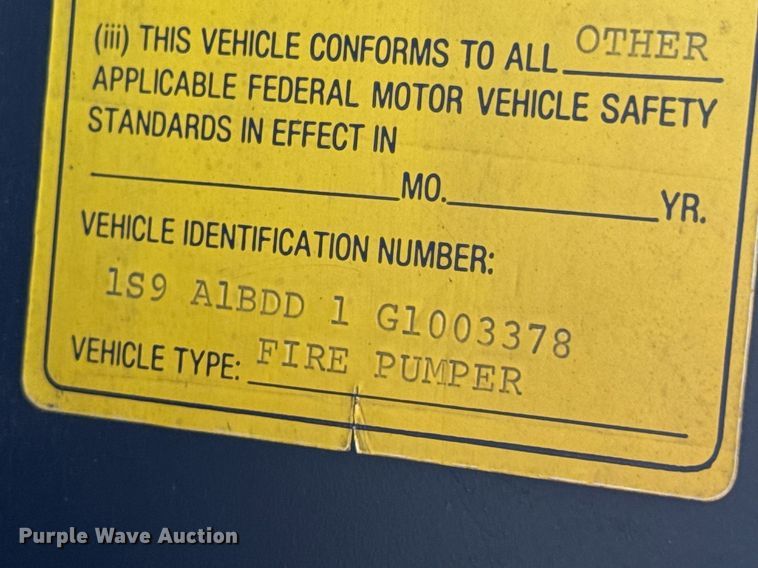 (iii) THIS VEHICLE CONFORMS TO ALL OTHER
APPLICABLE FEDERAL MOTOR VEHICLE SAFETY
STANDARDS IN EFFECT IN
MO. YR.
VEHICLE IDENTIFICATION NUMBER:
1S9 A1BDD 1 G1003378
VEHICLE TYPE: FIRE PUMPER
Purple Wave Auction